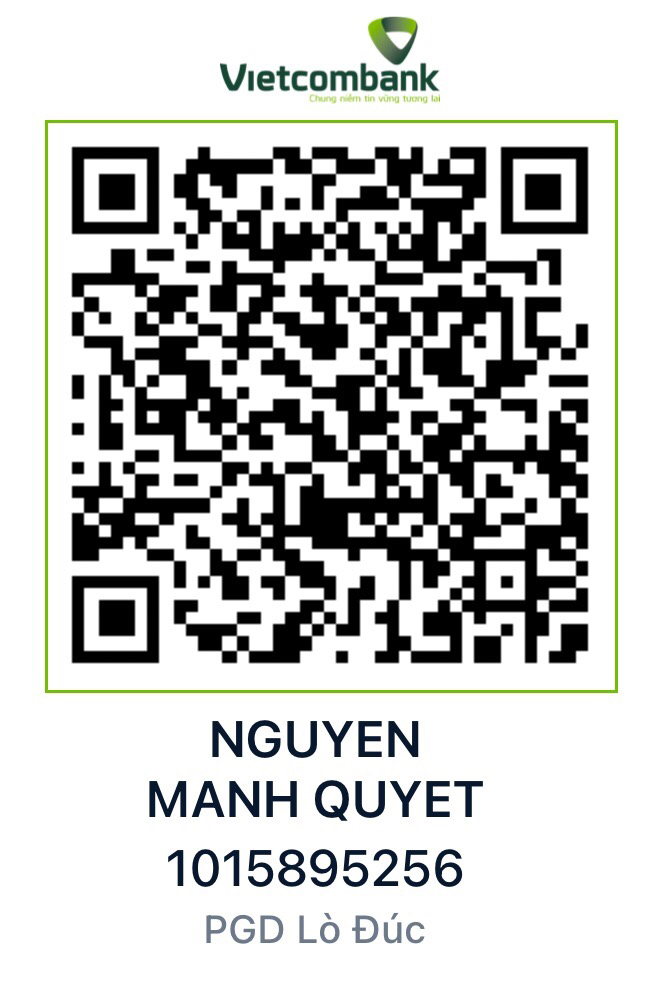 Vietcombank
Chung niềm tin vững tương lai
NGUYEN
MANH QUYET
1015895256
PGD Lò Đúc